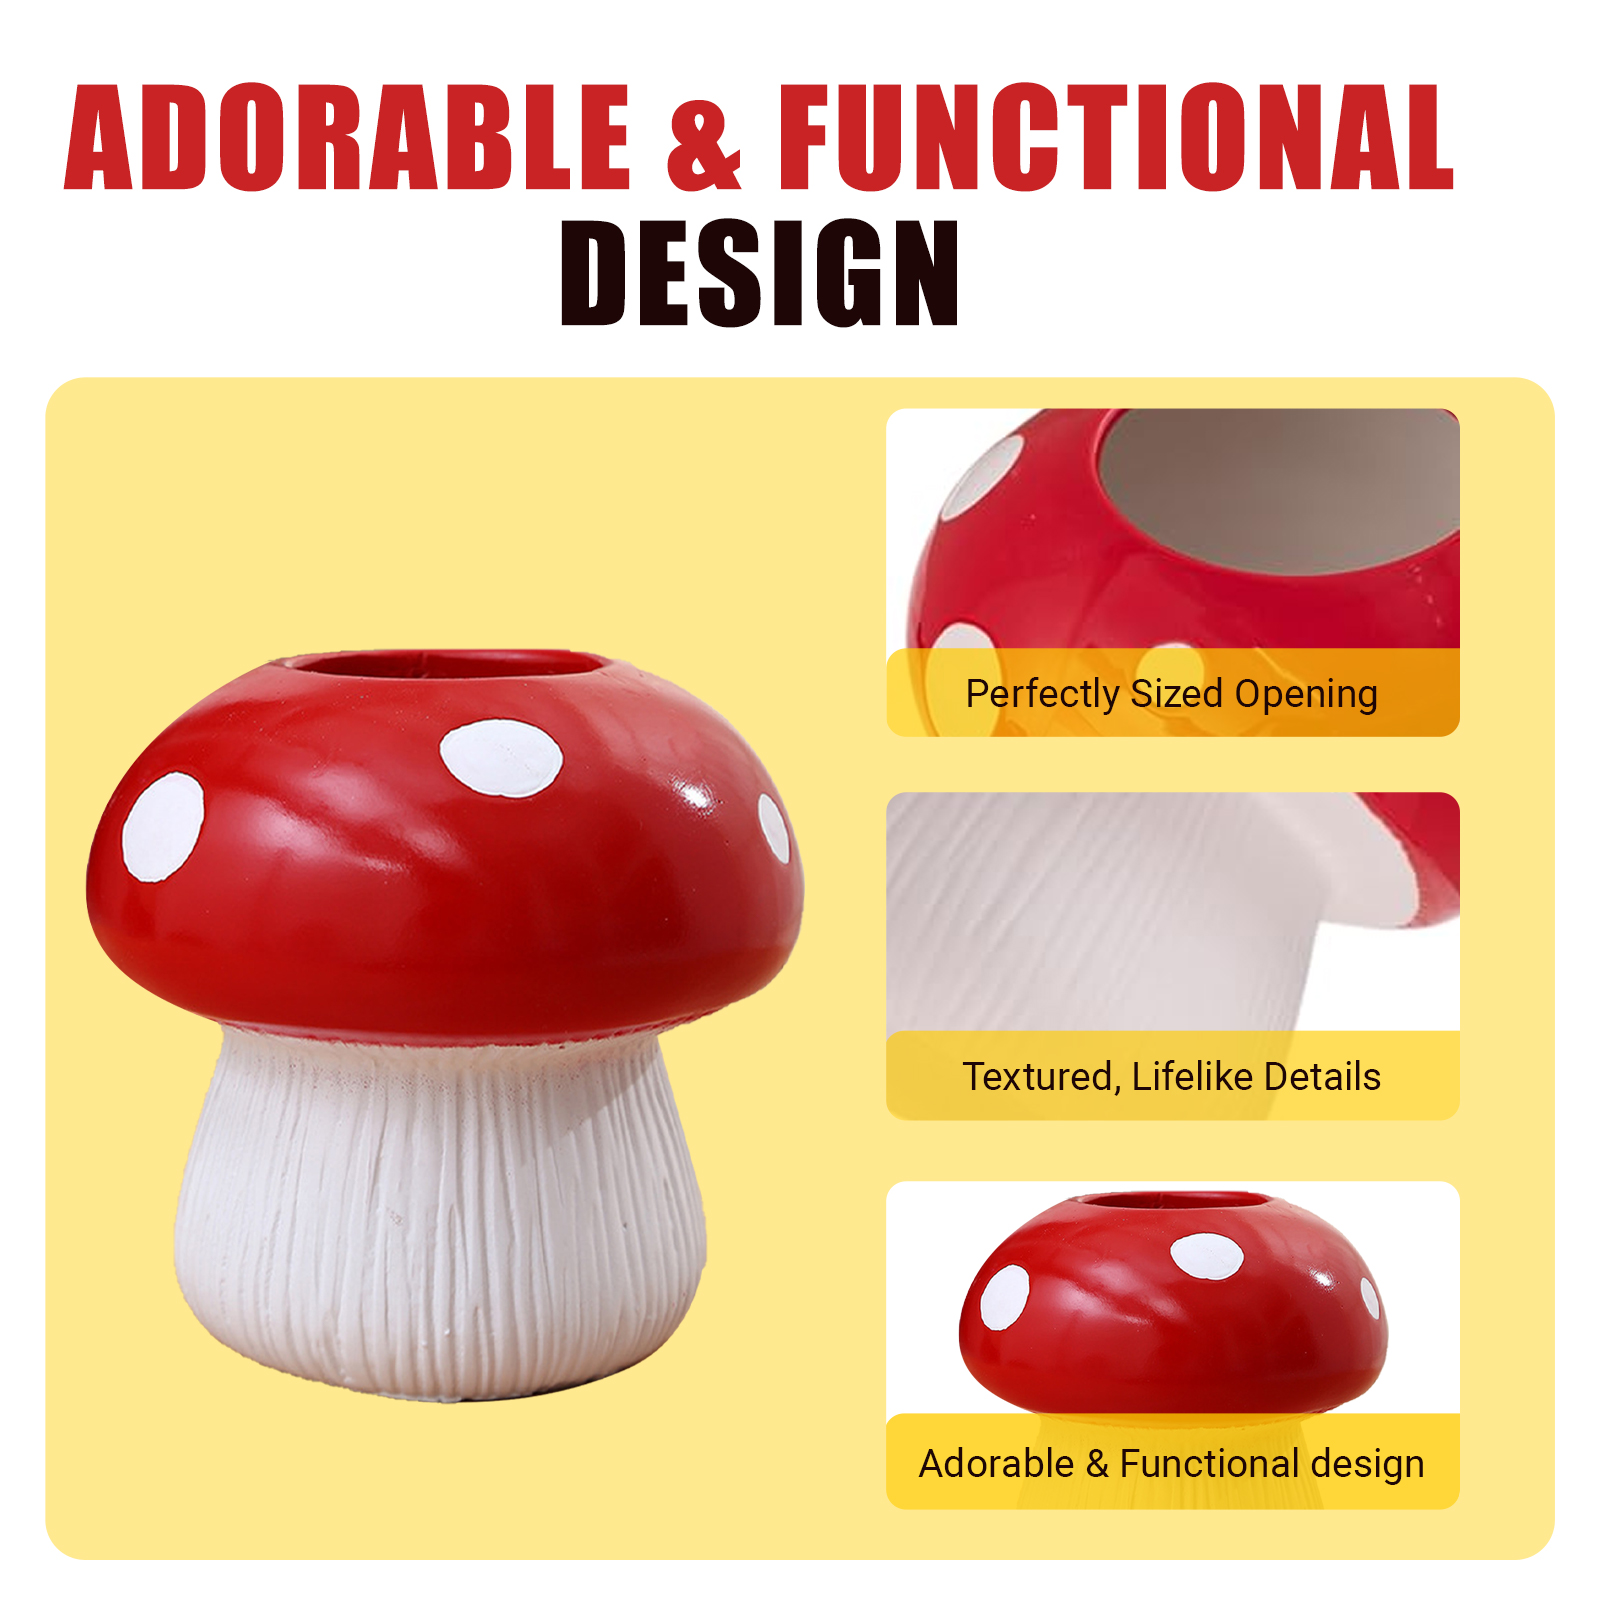 ADORABLE & FUNCTIONAL
DESIGN
Perfectly Sized Opening
Textured, Lifelike Details
Adorable & Functional design